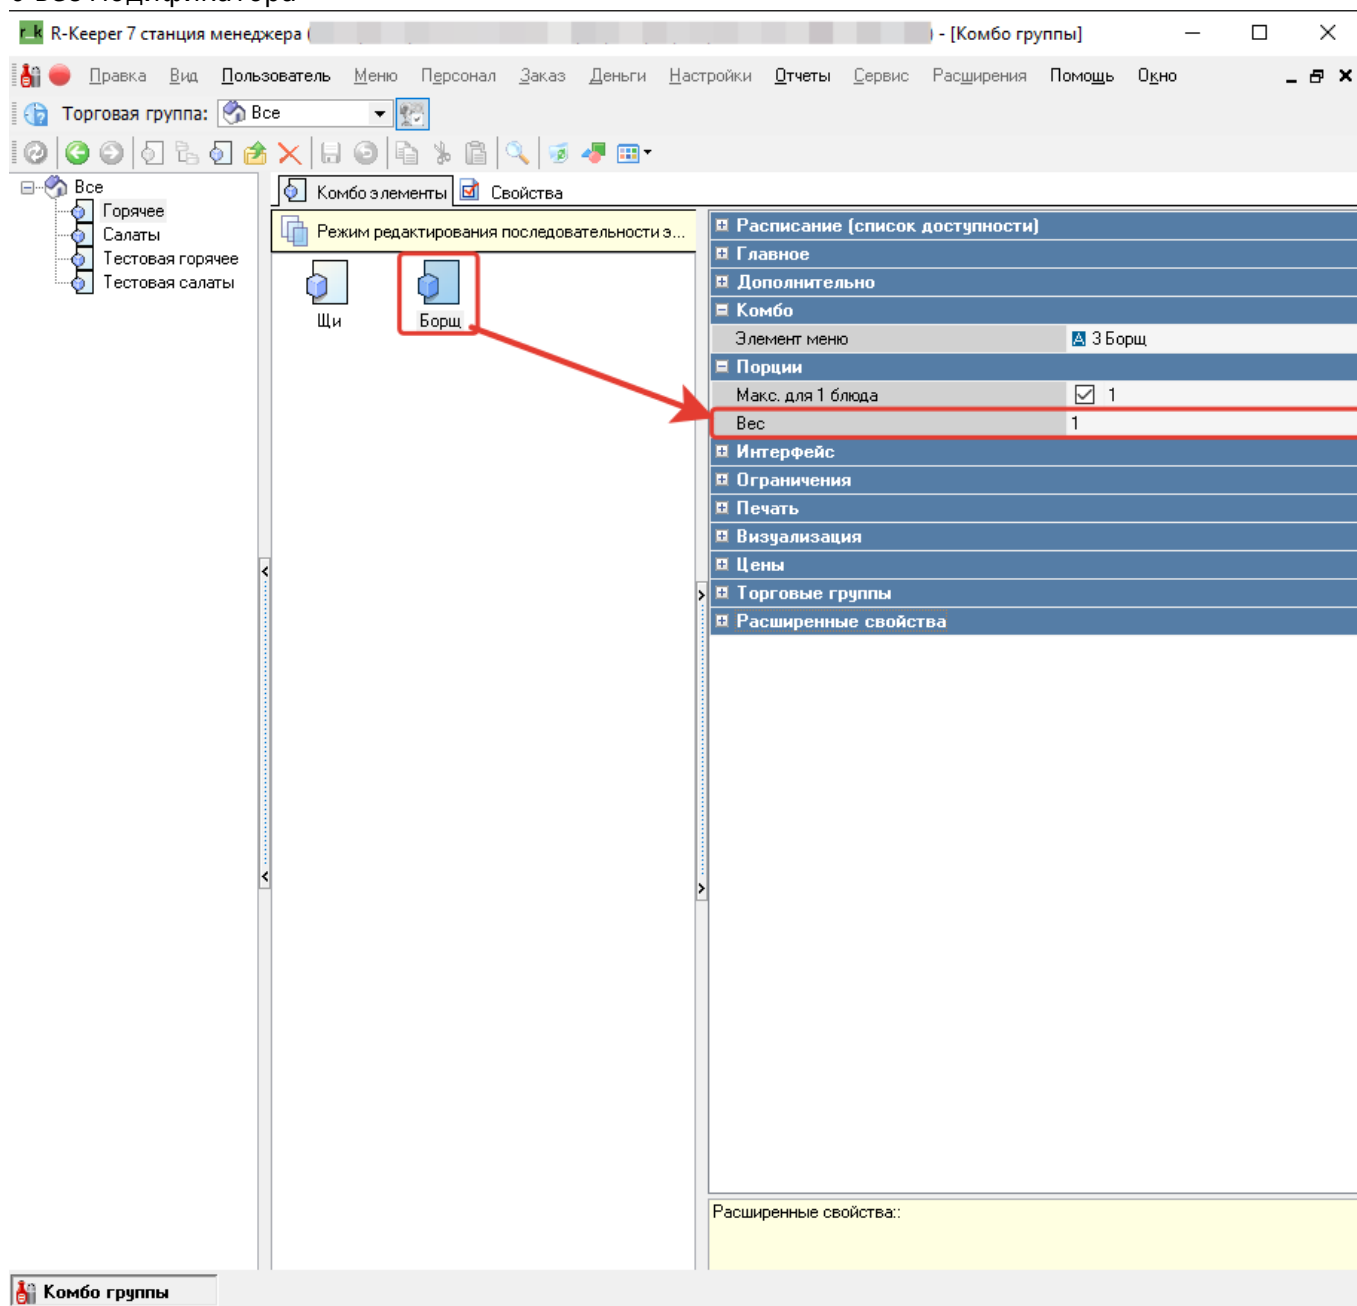 r_k R-Keeper 7 станция менеджера ( ) - [Комбо группы]
Правка Вид Пользователь Меню Персонал Заказ Деньги Настройки Отчеты Сервис Расширения Помощь Окно
Торговая группа: Все
Все
Горячее
Салаты
Тестовая горячее
Тестовая салаты
Комбо элементы Свойства
Режим редактирования последовательности э...
Щи Борщ
Расписание (список доступности)
Главное
Дополнительно
Комбо
Элемент меню 3 Борщ
Порции
Макс. для 1 блюда 1
Вес 1
Интерфейс
Ограничения
Печать
Визуализация
Цены
Торговые группы
Расширенные свойства
Расширенные свойства::
Комбо группы